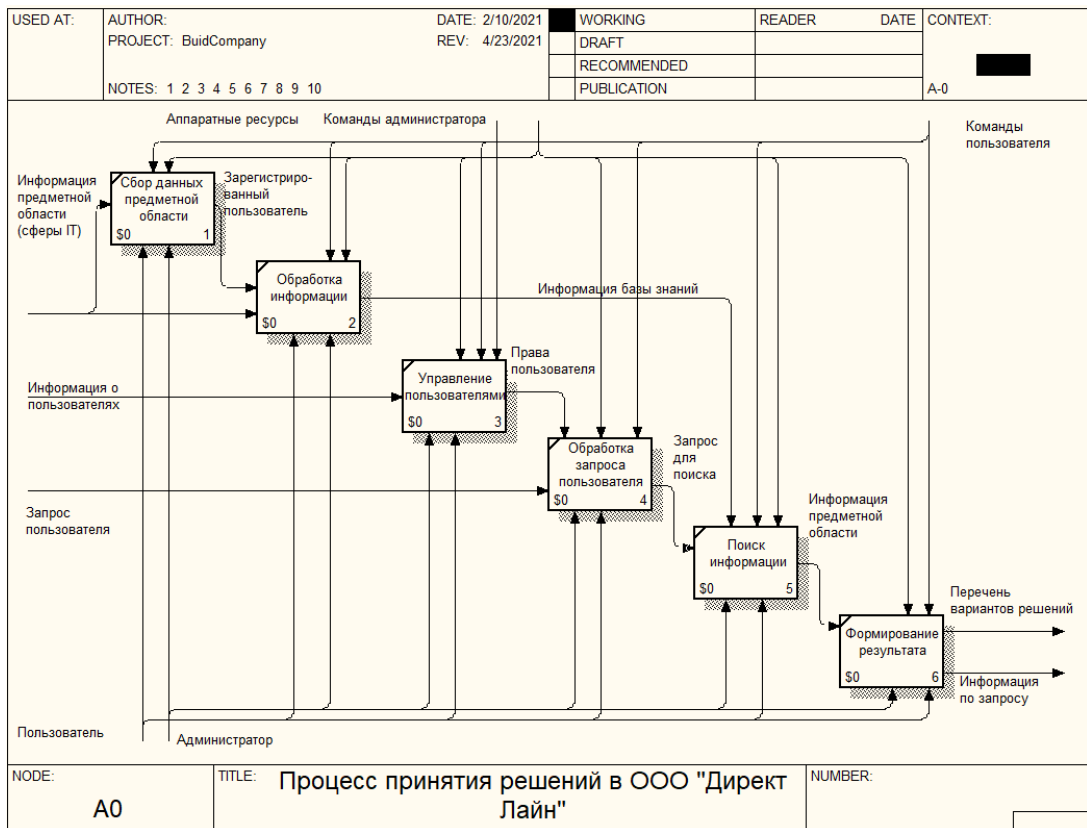 USED AT:
AUTHOR:
DATE: 2/10/2021
PROJECT: BuidCompany
REV: 4/23/2021
NOTES: 1 2 3 4 5 6 7 8 9 10
WORKING
DRAFT
RECOMMENDED
PUBLICATION
READER
DATE
CONTEXT:
A-0
Аппаратные ресурсы
Команды администратора
Команды
пользователя
Информация
предметной
области
(сферы IT)
Сбор данных
предметной
области
$0
1
Зарегистриро-
ванный
пользователь
Обработка
информации
$0
2
Информация базы знаний
Информация о
пользователях
Управление
пользователями
$0
3
Права
пользователя
Запрос
пользователя
Обработка
запроса
пользователя
$0
4
Запрос
для
поиска
Поиск
информации
$0
5
Информация
предметной
области
Формирование
результата
$0
6
Перечень
вариантов решений
Информация
по запросу
Пользователь
Администратор
NODE:
A0
TITLE:
Процесс принятия решений в ООО "Директ
Лайн"
NUMBER: